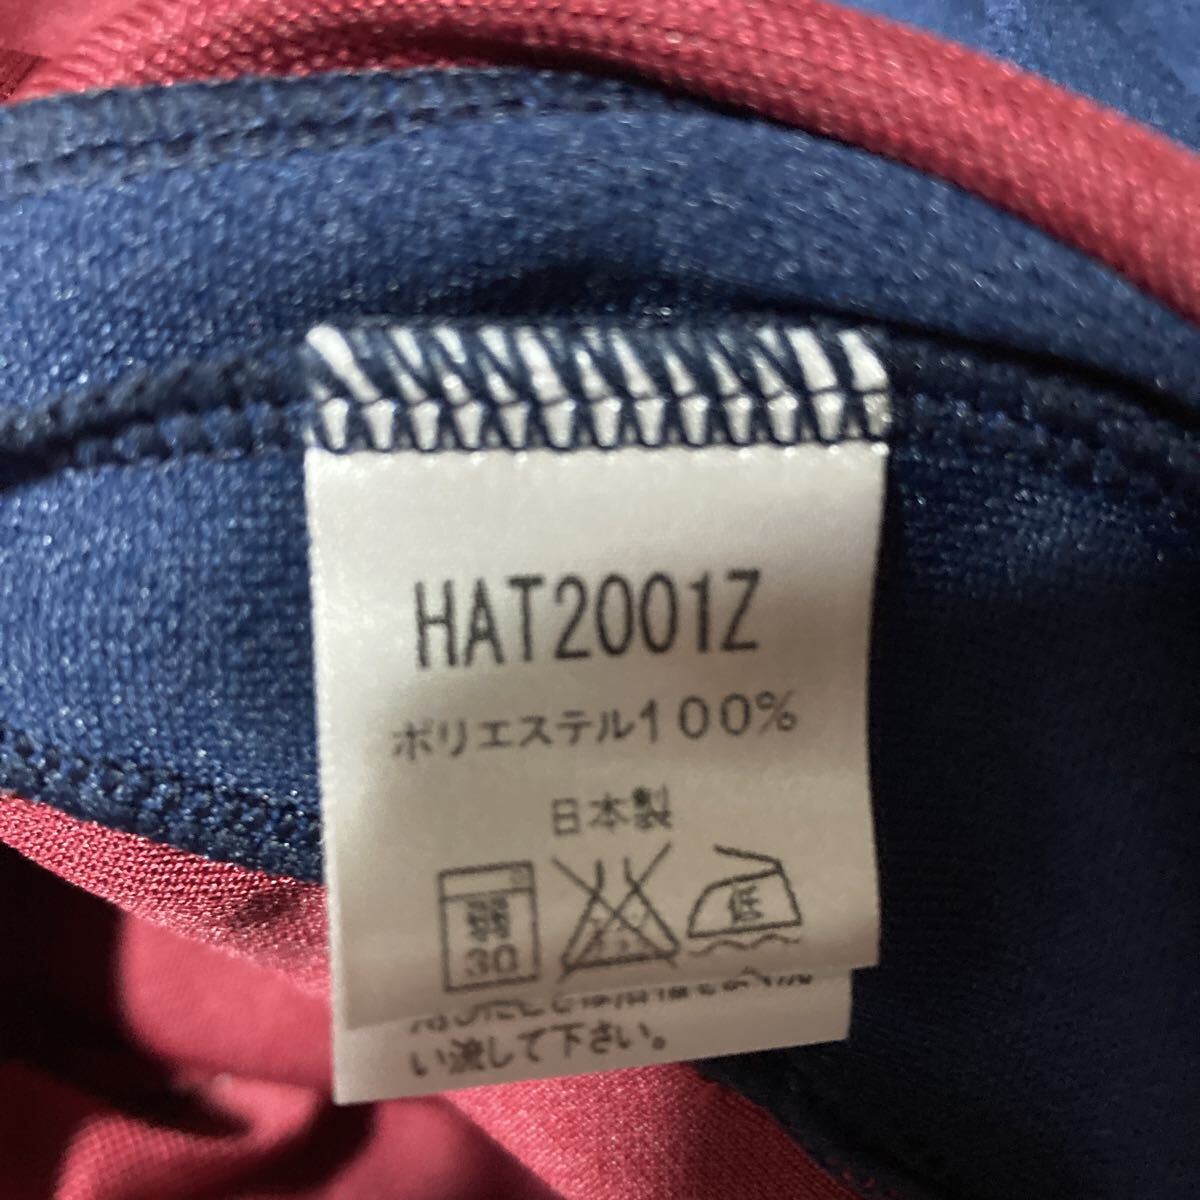 HAT2001Z
ポリエステル100%
日本製
弱
30
低
い流して下さい。